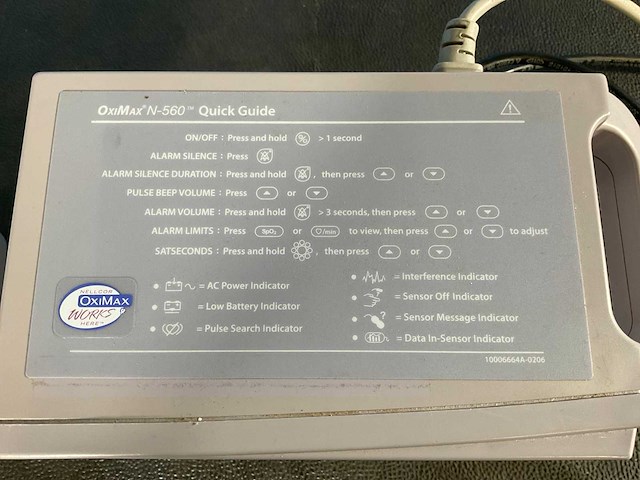 OXIMAX® N-560™ Quick Guide
ON/OFF : Press and hold % > 1 second
ALARM SILENCE : Press
ALARM SILENCE DURATION : Press and hold , then press or
PULSE BEEP VOLUME : Press or
ALARM VOLUME : Press and hold > 3 seconds, then press or
ALARM LIMITS : Press SpO₂ or ♡/min to view, then press or to adjust
SATSECONDS : Press and hold , then press or
= AC Power Indicator
= Low Battery Indicator
= Pulse Search Indicator
= Interference Indicator
= Sensor Off Indicator
= Sensor Message Indicator
= Data In-Sensor Indicator
NELLCOR
OXIMAX
WORKS
HERE™
10006664A-0206